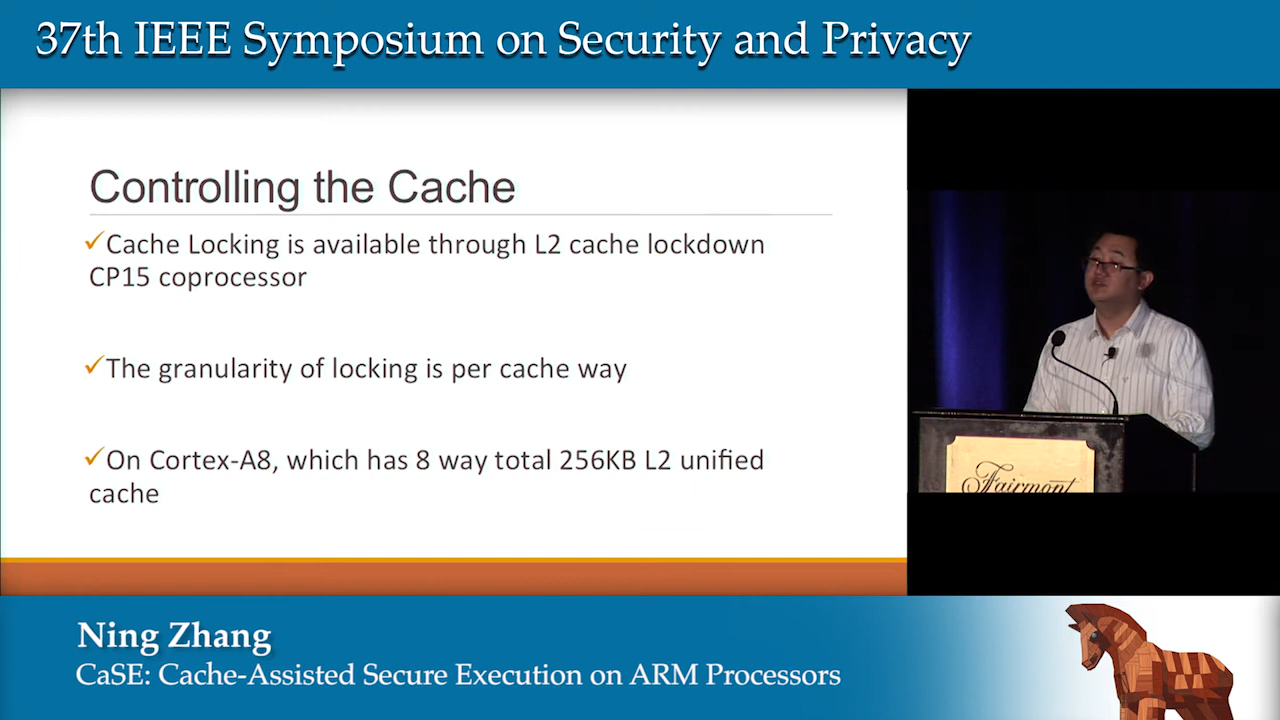 37th IEEE Symposium on Security and Privacy
Controlling the Cache
✓Cache Locking is available through L2 cache lockdown
CP15 coprocessor
✓The granularity of locking is per cache way
✓On Cortex-A8, which has 8 way total 256KB L2 unified
cache
Fairmont
Ning Zhang
CaSE: Cache-Assisted Secure Execution on ARM Processors